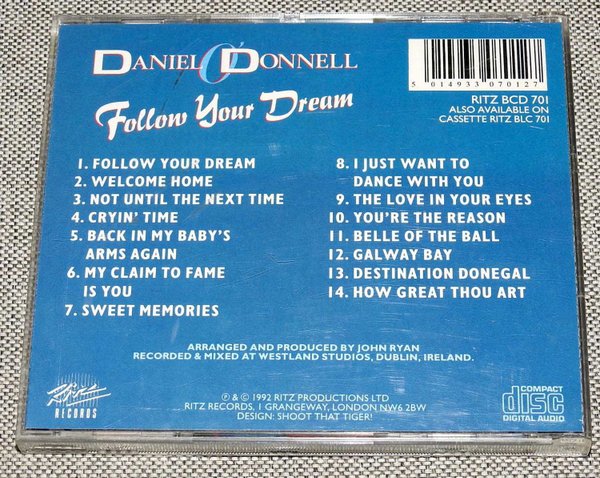 DANIEL O'DONNELL
Follow Your Dream
5 014933 070127
RITZ BCD 701
ALSO AVAILABLE ON
CASSETTE RITZ BLC 701
1. FOLLOW YOUR DREAM
2. WELCOME HOME
3. NOT UNTIL THE NEXT TIME
4. CRYIN' TIME
5. BACK IN MY BABY'S
ARMS AGAIN
6. MY CLAIM TO FAME
IS YOU
7. SWEET MEMORIES
8. I JUST WANT TO
DANCE WITH YOU
9. THE LOVE IN YOUR EYES
10. YOU'RE THE REASON
11. BELLE OF THE BALL
12. GALWAY BAY
13. DESTINATION DONEGAL
14. HOW GREAT THOU ART
ARRANGED AND PRODUCED BY JOHN RYAN
RECORDED & MIXED AT WESTLAND STUDIOS, DUBLIN, IRELAND.
℗ & © 1992 RITZ PRODUCTIONS LTD
RITZ RECORDS, 1 GRANGEWAY, LONDON NW6 2BW
DESIGN: SHOOT THAT TIGER!
Ritz
RECORDS
COMPACT
disc
DIGITAL AUDIO